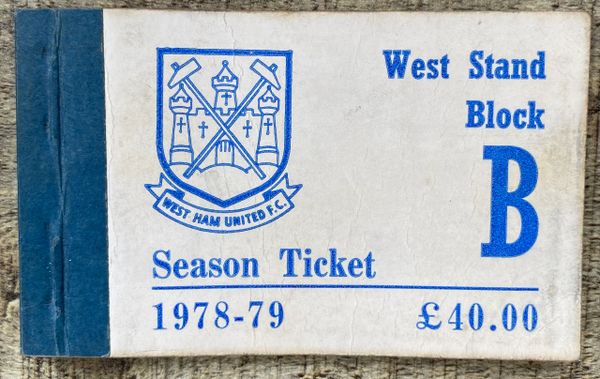 West Stand
Block
B
WEST HAM UNITED F.C.
Season Ticket
1978-79
£40.00